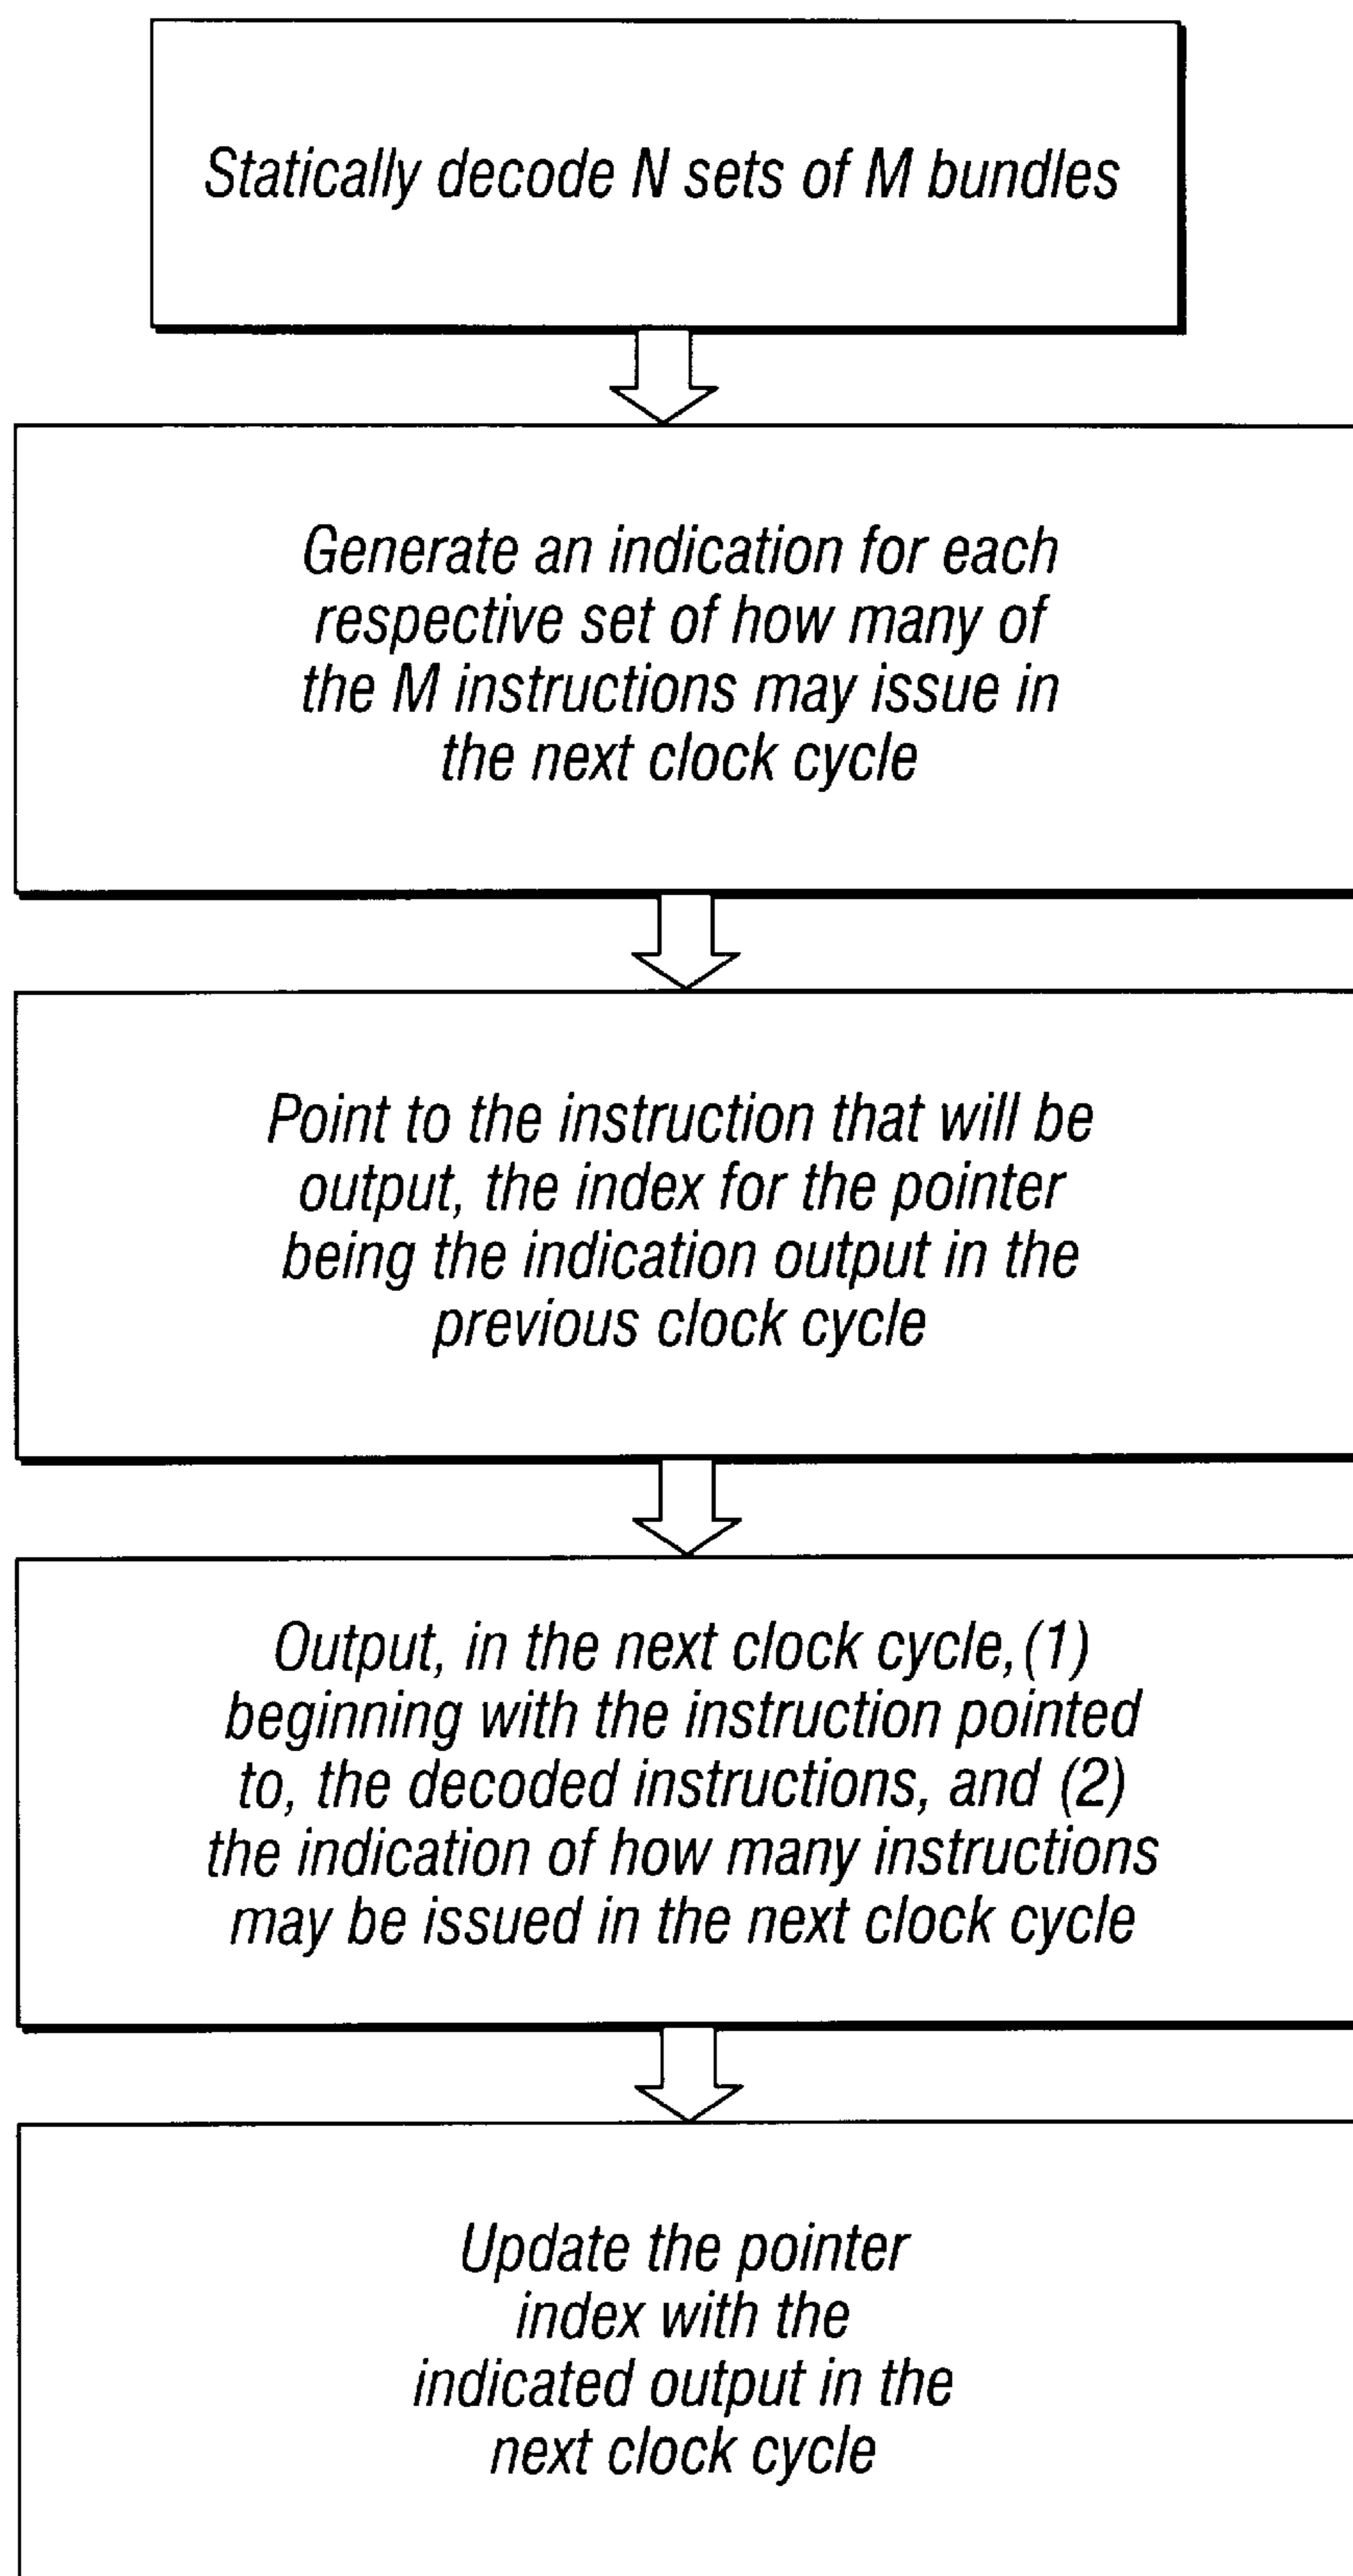 Statically decode N sets of M bundles
Generate an indication for each
respective set of how many of
the M instructions may issue in
the next clock cycle
Point to the instruction that will be
output, the index for the pointer
being the indication output in the
previous clock cycle
Output, in the next clock cycle,(1)
beginning with the instruction pointed
to, the decoded instructions, and (2)
the indication of how many instructions
may be issued in the next clock cycle
Update the pointer
index with the
indicated output in the
next clock cycle